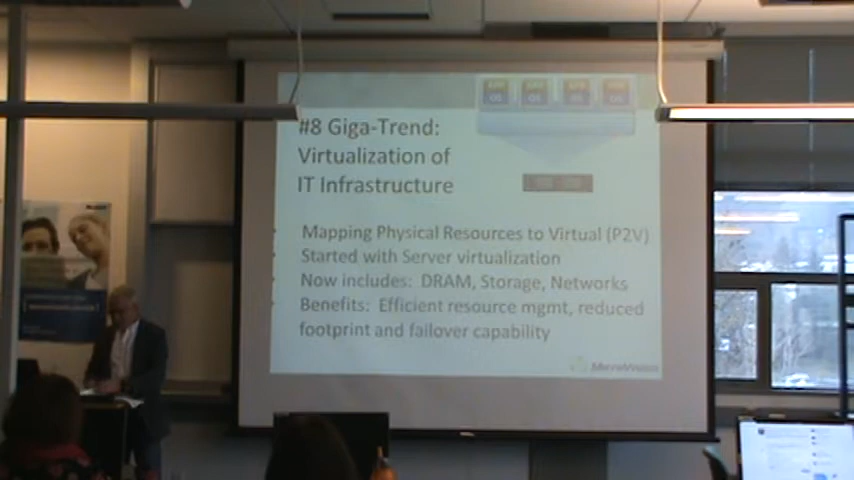 #8 Giga-Trend:
Virtualization of
IT Infrastructure
Mapping Physical Resources to Virtual (P2V)
Started with Server virtualization
Now includes: DRAM, Storage, Networks
Benefits: Efficient resource mgmt, reduced
footprint and failover capability